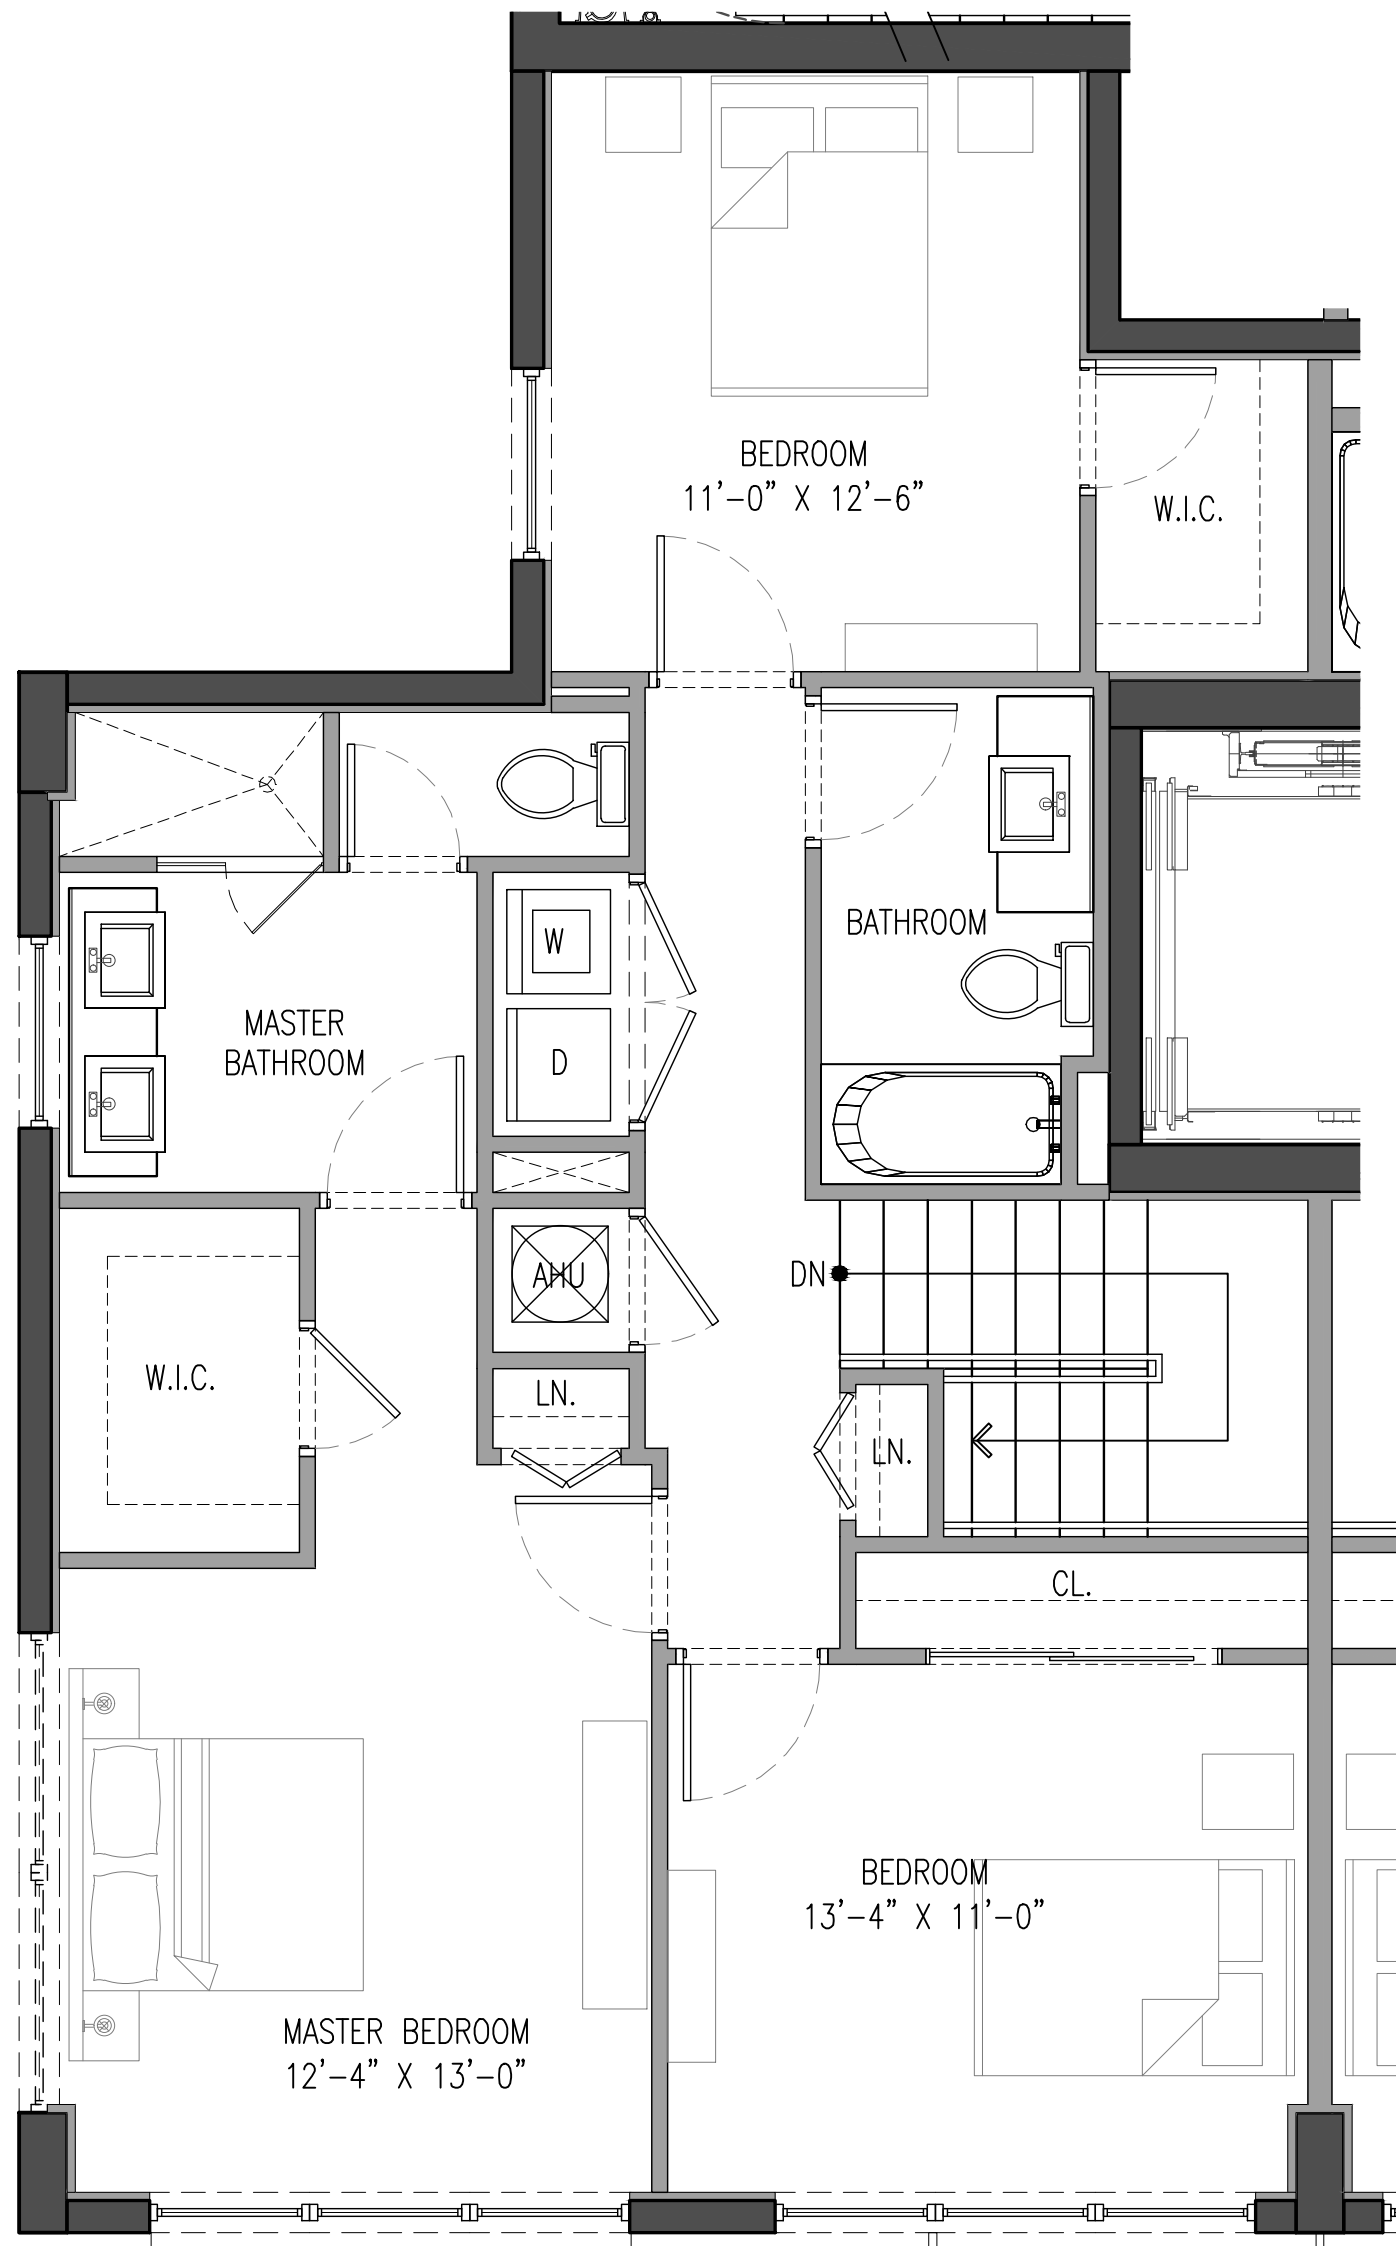 BEDROOM
11'-0" X 12'-6"
W.I.C.
BATHROOM
W
MASTER
BATHROOM
D
DN
AHU
W.I.C.
LN.
LN.
CL.
BEDROOM
13'-4" X 11'-0"
MASTER BEDROOM
12'-4" X 13'-0"